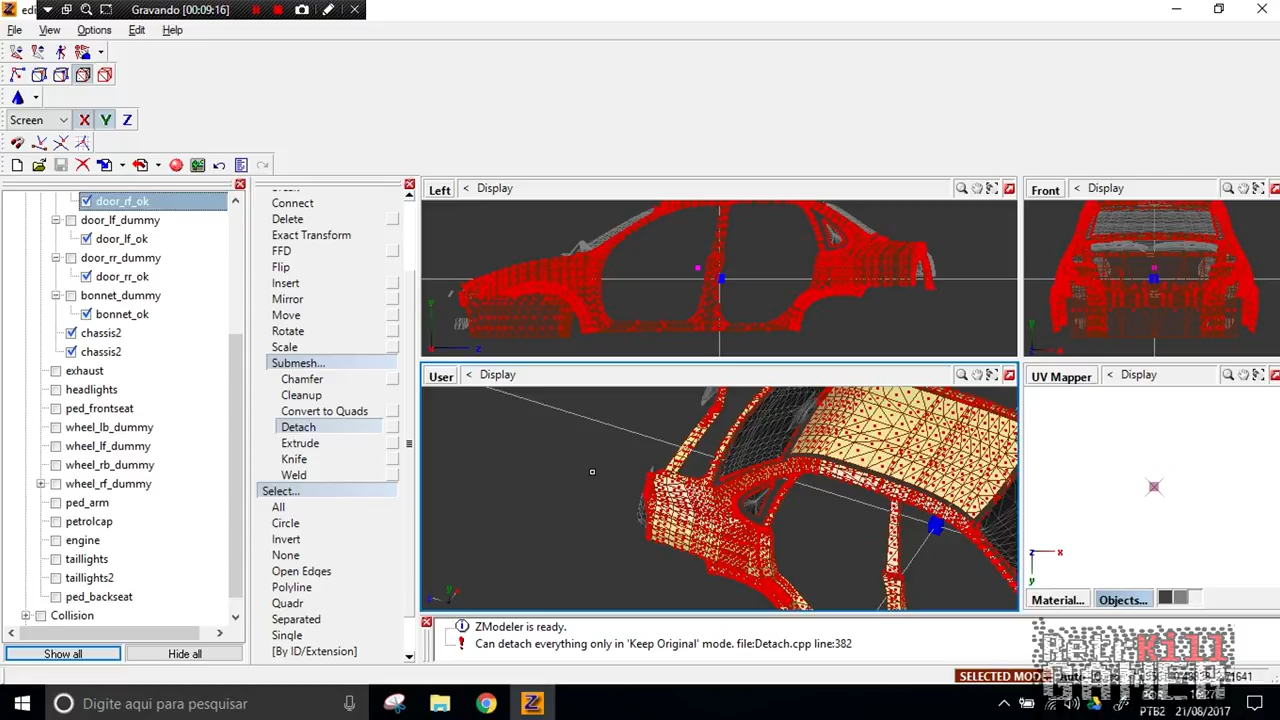 edi
Gravando [00:09:16]
File View Options Edit Help
Screen X Y Z
door_rf_ok
door_lf_dummy
door_lf_ok
door_rr_dummy
door_rr_ok
bonnet_dummy
bonnet_ok
chassis2
chassis2
exhaust
headlights
ped_frontseat
wheel_lb_dummy
wheel_lf_dummy
wheel_rb_dummy
wheel_rf_dummy
ped_arm
petrolcap
engine
taillights
taillights2
ped_backseat
Collision
Show all Hide all
Connect
Delete
Exact Transform
FFD
Flip
Insert
Mirror
Move
Rotate
Scale
Submesh...
Chamfer
Cleanup
Convert to Quads
Detach
Extrude
Knife
Weld
Select...
All
Circle
Invert
None
Open Edges
Polyline
Quadr
Separated
Single
[By ID/Extension]
Left < Display
Front < Display
User < Display
UV Mapper < Display
z x
y
Material... Objects...
ZModeler is ready.
Can detach everything only in 'Keep Original' mode. file:Detach.cpp line:382
SELECTED MODE
Digite aqui para pesquisar
PTB2 21/08/2017